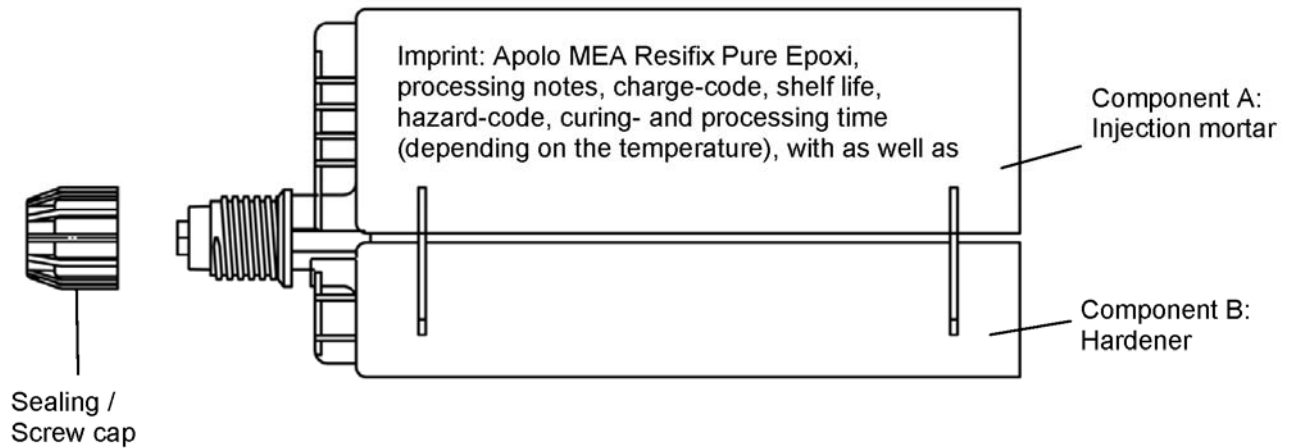 Imprint: Apolo MEA Resifix Pure Epoxi,
processing notes, charge-code, shelf life,
hazard-code, curing- and processing time
(depending on the temperature), with as well as
Component A:
Injection mortar
Component B:
Hardener
Sealing /
Screw cap